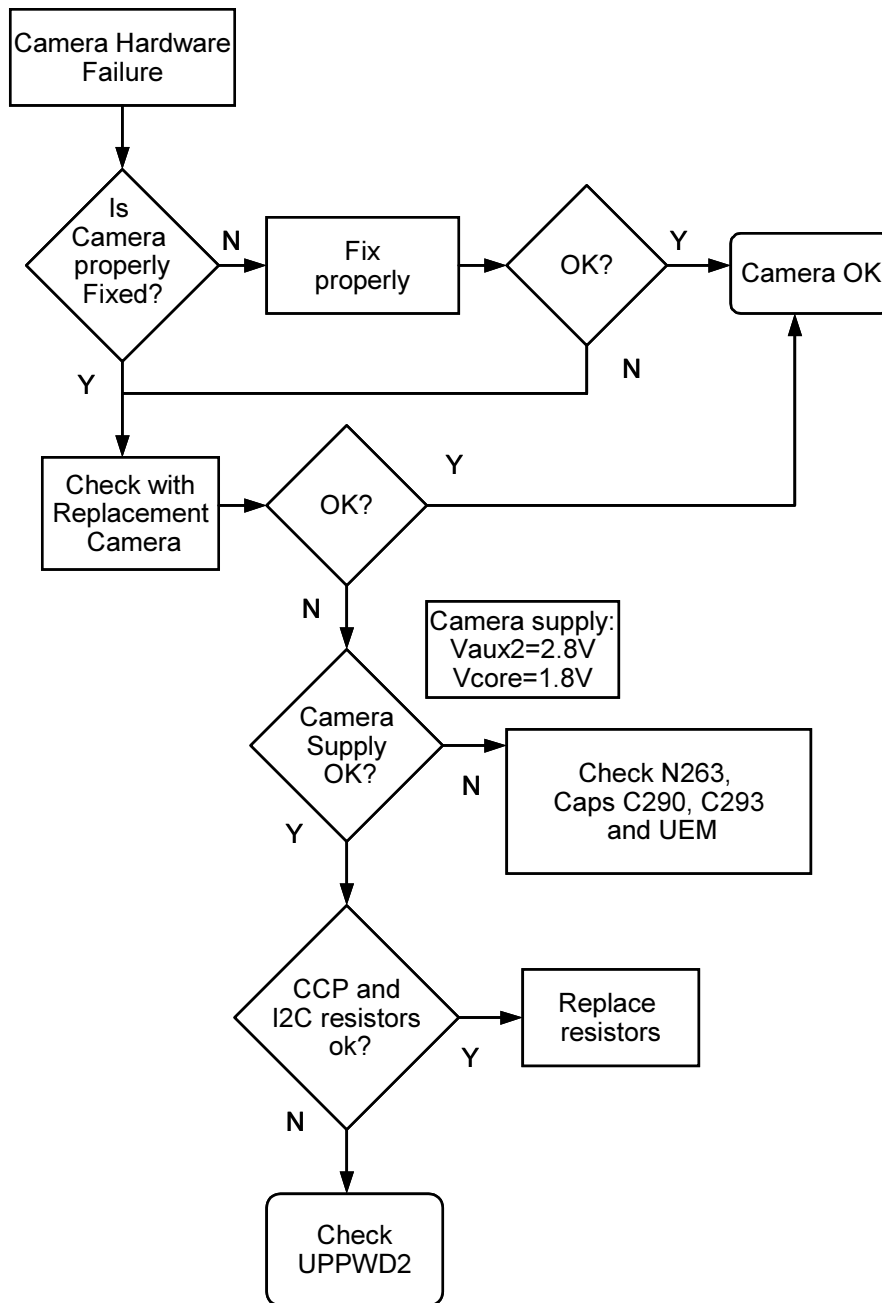 Camera Hardware
Failure
Is
Camera
properly
Fixed?
N
Fix
properly
OK?
Y
Camera OK
Y
N
Check with
Replacement
Camera
OK?
Y
N
Camera supply:
Vaux2=2.8V
Vcore=1.8V
Camera
Supply
OK?
N
Check N263,
Caps C290, C293
and UEM
Y
CCP and
I2C resistors
ok?
Y
Replace
resistors
N
Check
UPPWD2